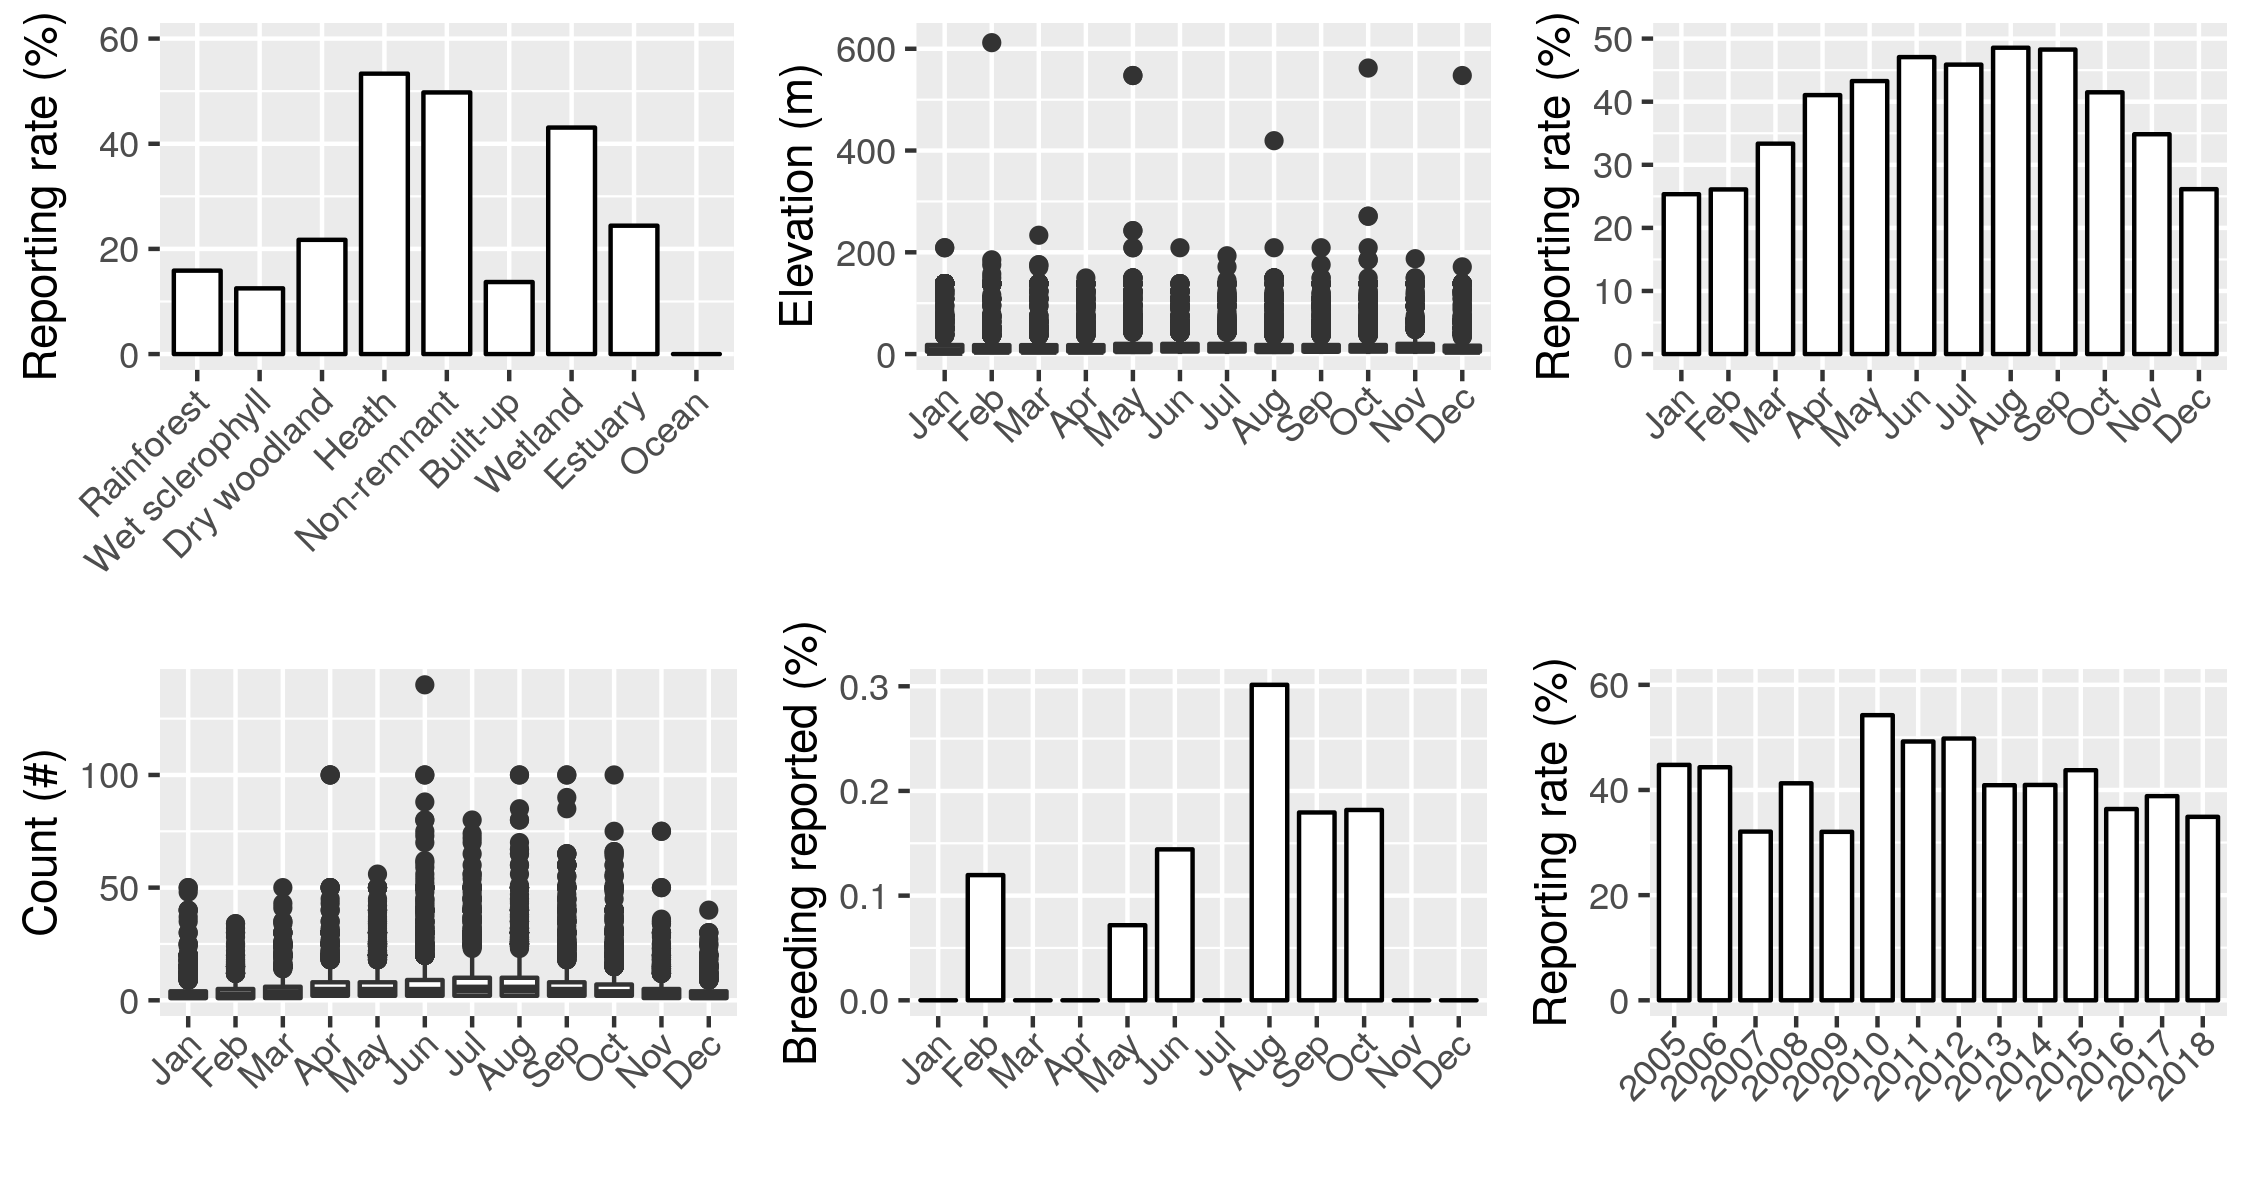 Reporting rate (%)
60
40
20
0
Rainforest
Wet sclerophyll
Dry woodland
Heath
Non-remnant
Built-up
Wetland
Estuary
Ocean
Elevation (m)
600
400
200
0
Jan
Feb
Mar
Apr
May
Jun
Jul
Aug
Sep
Oct
Nov
Dec
Reporting rate (%)
50
40
30
20
10
0
Jan
Feb
Mar
Apr
May
Jun
Jul
Aug
Sep
Oct
Nov
Dec
Count (#)
100
50
0
Jan
Feb
Mar
Apr
May
Jun
Jul
Aug
Sep
Oct
Nov
Dec
Breeding reported (%)
0.3
0.2
0.1
0.0
Jan
Feb
Mar
Apr
May
Jun
Jul
Aug
Sep
Oct
Nov
Dec
Reporting rate (%)
60
40
20
0
2005
2006
2007
2008
2009
2010
2011
2012
2013
2014
2015
2016
2017
2018